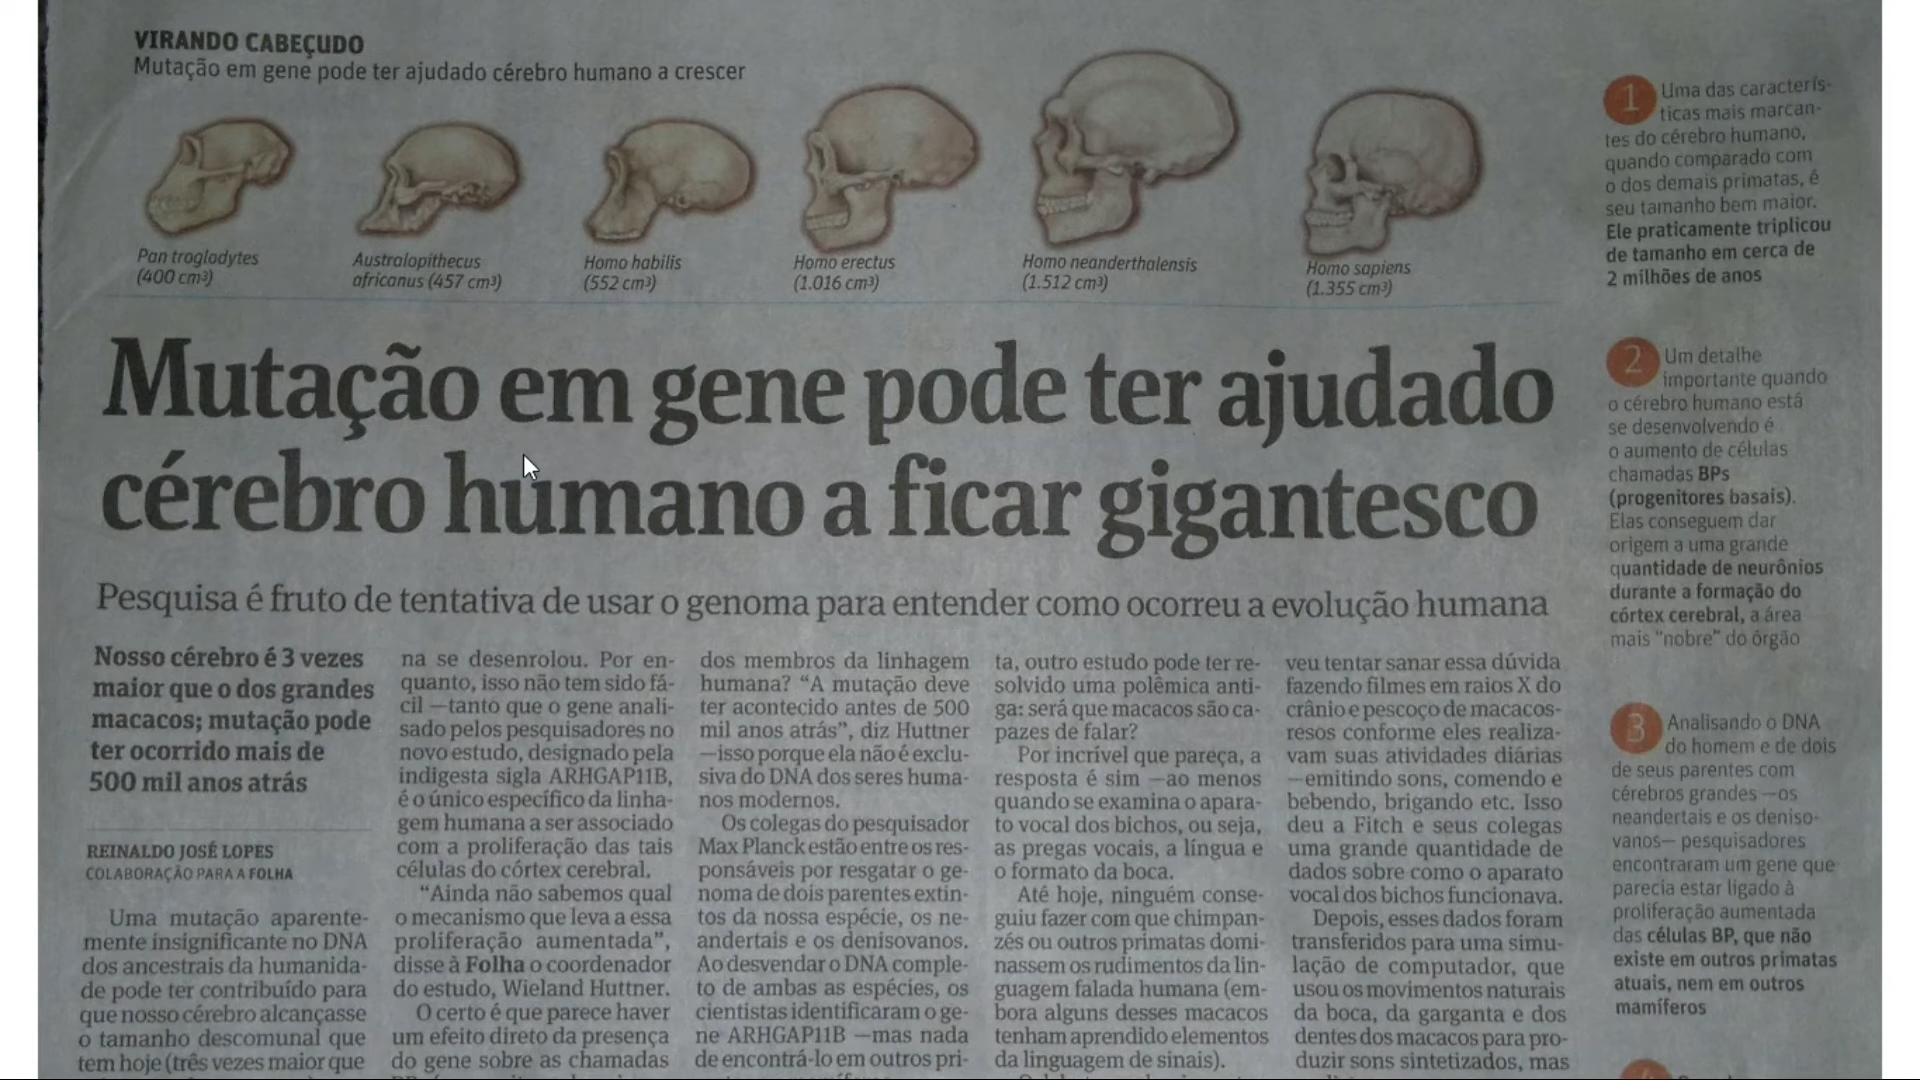 VIRANDO CABEÇUDO
Mutação em gene pode ter ajudado cérebro humano a crescer
Pan troglodytes
(400 cm³)
Australopithecus
africanus (457 cm³)
Homo habilis
(552 cm³)
Homo erectus
(1.016 cm³)
Homo neanderthalensis
(1.512 cm³)
Homo sapiens
(1.355 cm³)
Mutação em gene pode ter ajudado
cérebro humano a ficar gigantesco
Pesquisa é fruto de tentativa de usar o genoma para entender como ocorreu a evolução humana
Nosso cérebro é 3 vezes
maior que o dos grandes
macacos; mutação pode
ter ocorrido mais de
500 mil anos atrás
REINALDO JOSÉ LOPES
COLABORAÇÃO PARA A FOLHA
Uma mutação aparente-
mente insignificante no DNA
dos ancestrais da humanida-
de pode ter contribuído para
que nosso cérebro alcançasse
o tamanho descomunal que
tem hoje (três vezes maior que
na se desenrolou. Por en-
quanto, isso não tem sido fá-
cil —tanto que o gene anali-
sado pelos pesquisadores no
novo estudo, designado pela
indigesta sigla ARHGAP11B,
é o único específico da linha-
gem humana a ser associado
com a proliferação das tais
células do córtex cerebral.
“Ainda não sabemos qual
o mecanismo que leva a essa
proliferação aumentada”,
disse à Folha o coordenador
do estudo, Wieland Huttner.
O certo é que parece haver
um efeito direto da presença
do gene sobre as chamadas
dos membros da linhagem
humana? “A mutação deve
ter acontecido antes de 500
mil anos atrás”, diz Huttner
—isso porque ela não é exclu-
siva do DNA dos seres huma-
nos modernos.
Os colegas do pesquisador
Max Planck estão entre os res-
ponsáveis por resgatar o ge-
noma de dois parentes extin-
tos da nossa espécie, os ne-
andertais e os denisovanos.
Ao desvendar o DNA comple-
to de ambas as espécies, os
cientistas identificaram o ge-
ne ARHGAP11B —mas nada
de encontrá-lo em outros pri-
ta, outro estudo pode ter re-
solvido uma polêmica anti-
ga: será que macacos são ca-
pazes de falar?
Por incrível que pareça, a
resposta é sim —ao menos
quando se examina o apara-
to vocal dos bichos, ou seja,
as pregas vocais, a língua e
o formato da boca.
Até hoje, ninguém conse-
guiu fazer com que chimpan-
zés ou outros primatas domi-
nassem os rudimentos da lin-
guagem falada humana (em-
bora alguns desses macacos
tenham aprendido elementos
da linguagem de sinais).
veu tentar sanar essa dúvida
fazendo filmes em raios X do
crânio e pescoço de macacos-
resos conforme eles realiza-
vam suas atividades diárias
—emitindo sons, comendo e
bebendo, brigando etc. Isso
deu a Fitch e seus colegas
uma grande quantidade de
dados sobre como o aparato
vocal dos bichos funcionava.
Depois, esses dados foram
transferidos para uma simu-
lação de computador, que
usou os movimentos naturais
da boca, da garganta e dos
dentes dos macacos para pro-
duzir sons sintetizados, mas
1 Uma das caracterís-
ticas mais marcan-
tes do cérebro humano,
quando comparado com
o dos demais primatas, é
seu tamanho bem maior.
Ele praticamente triplicou
de tamanho em cerca de
2 milhões de anos
2 Um detalhe
importante quando
o cérebro humano está
se desenvolvendo é
o aumento de células
chamadas BPs
(progenitores basais).
Elas conseguem dar
origem a uma grande
quantidade de neurônios
durante a formação do
córtex cerebral, a área
mais “nobre” do órgão
3 Analisando o DNA
do homem e de dois
de seus parentes com
cérebros grandes —os
neandertais e os deniso-
vanos— pesquisadores
encontraram um gene que
parecia estar ligado à
proliferação aumentada
das células BP, que não
existe em outros primatas
atuais, nem em outros
mamíferos